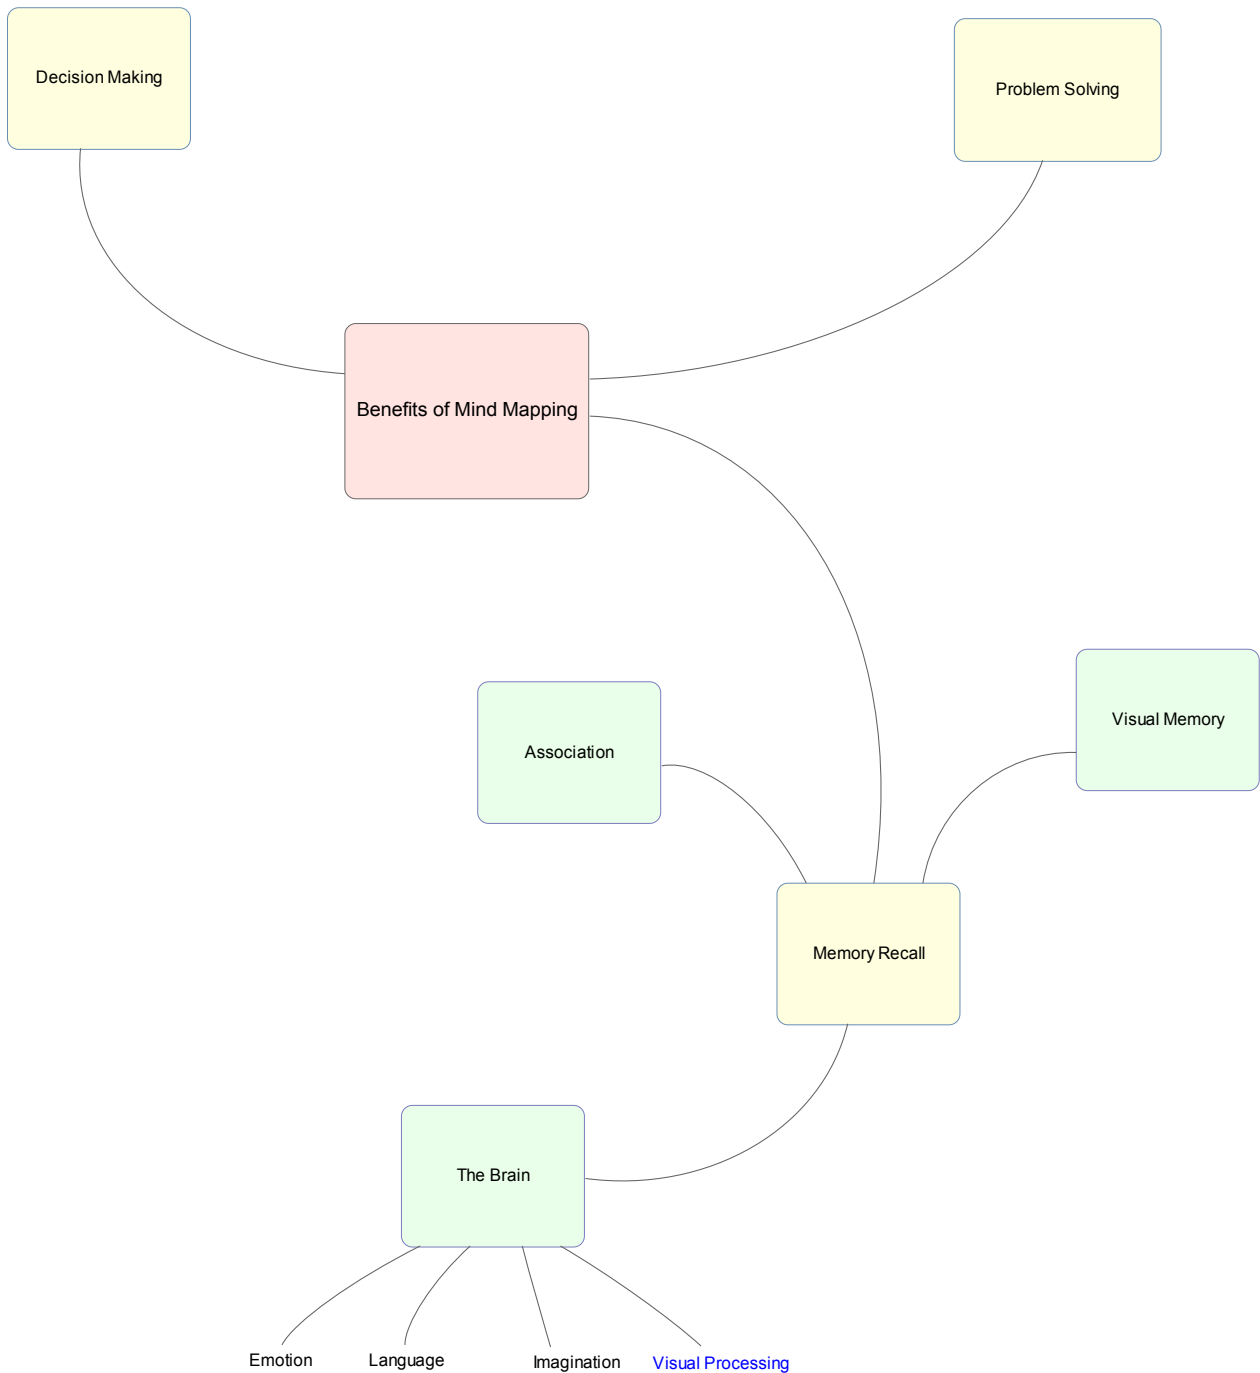 Decision Making
Problem Solving
Benefits of Mind Mapping
Association
Visual Memory
Memory Recall
The Brain
Emotion
Language
Imagination
Visual Processing